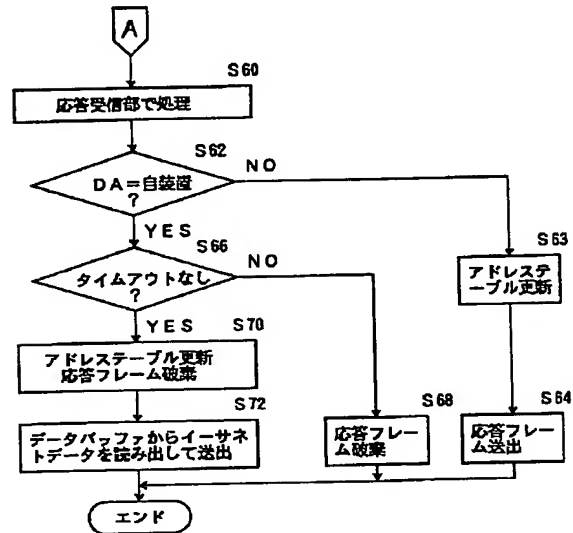 A
S60
応答受信部で処理
S62
DA=自装置
?
NO
YES
S66
タイムアウトなし
?
NO
YES
S63
アドレステ
ーブル更新
S70
アドレステーブル更新
応答フレーム破棄
S72
データバッファからイーサネ
トデータを読み出して送出
S68
応答フレー
ム破棄
S64
応答フレー
ム送出
エンド